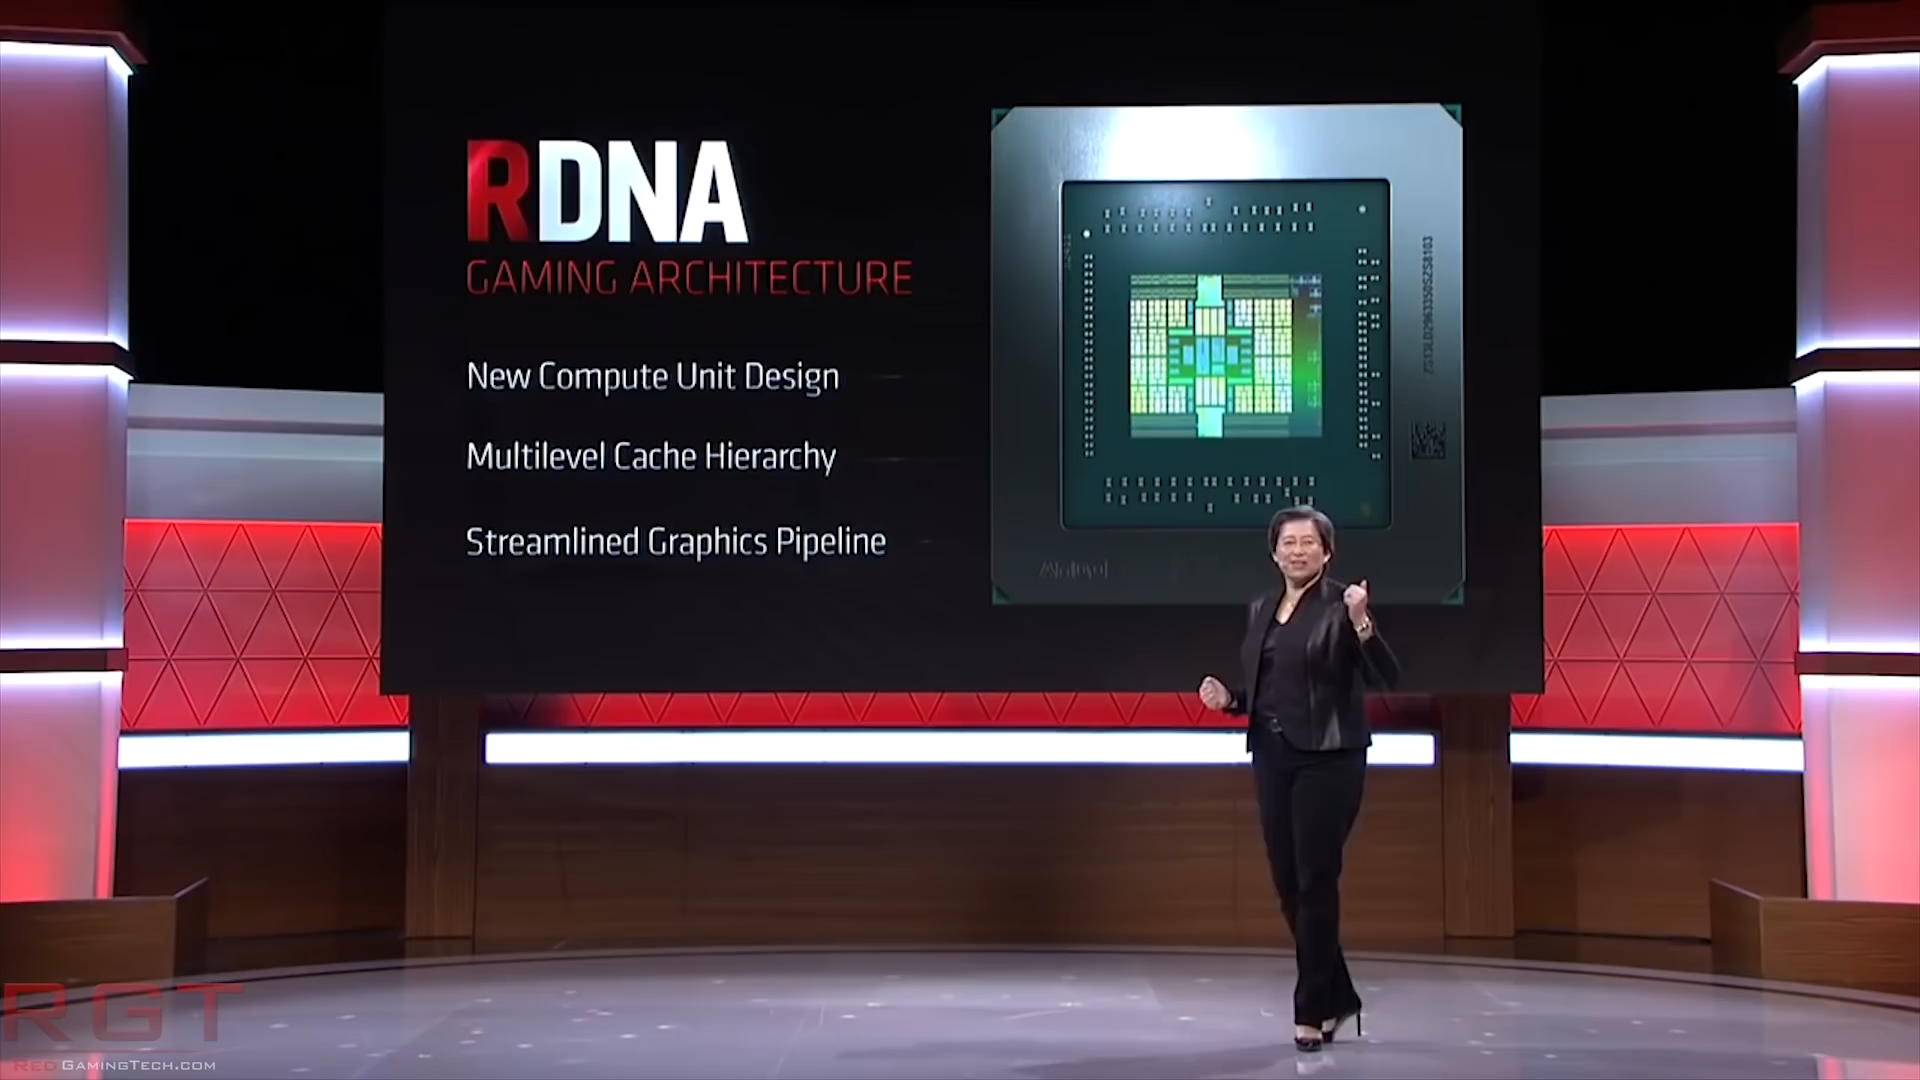 RDNA
GAMING ARCHITECTURE
New Compute Unit Design
Multilevel Cache Hierarchy
Streamlined Graphics Pipeline
RGT
REDGAMINGTECH.COM